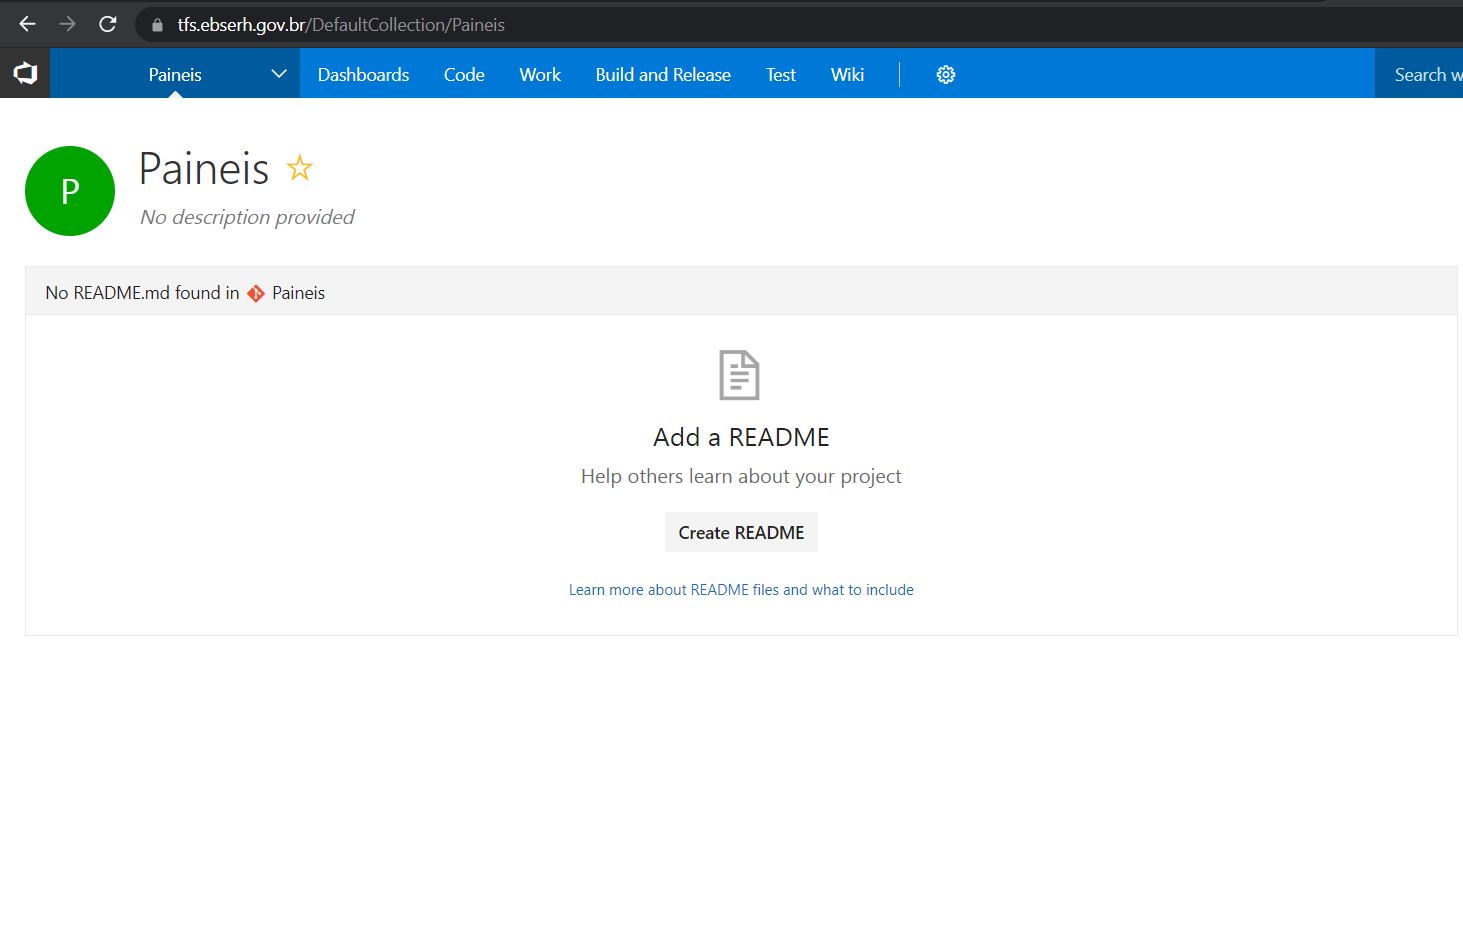 tfs.ebserh.gov.br/DefaultCollection/Paineis
Paineis Dashboards Code Work Build and Release Test Wiki Search w
P
Paineis
No description provided
No README.md found in Paineis
Add a README
Help others learn about your project
Create README
Learn more about README files and what to include